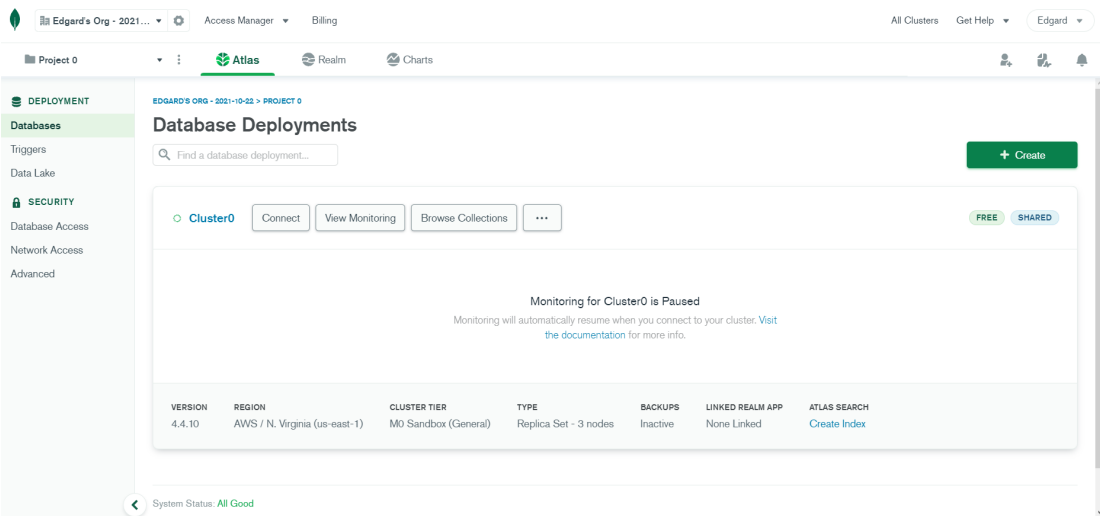 Edgard's Org - 2021... Access Manager Billing All Clusters Get Help Edgard
Project 0 Atlas Realm Charts
DEPLOYMENT
Databases
Triggers
Data Lake
SECURITY
Database Access
Network Access
Advanced
EDGARD'S ORG - 2021-10-22 > PROJECT 0
Database Deployments
Find a database deployment...
+ Create
Cluster0 Connect View Monitoring Browse Collections ... FREE SHARED
Monitoring for Cluster0 is Paused
Monitoring will automatically resume when you connect to your cluster. Visit
the documentation for more info.
VERSION REGION CLUSTER TIER TYPE BACKUPS LINKED REALM APP ATLAS SEARCH
4.4.10 AWS / N. Virginia (us-east-1) M0 Sandbox (General) Replica Set - 3 nodes Inactive None Linked Create Index
System Status: All Good